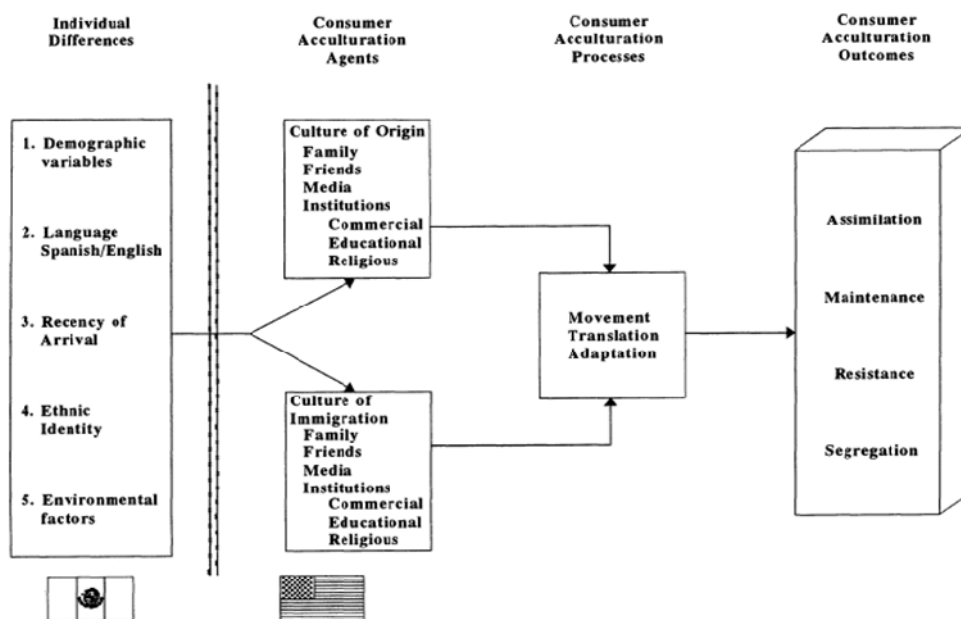 Individual
Differences
Consumer
Acculturation
Agents
Consumer
Acculturation
Processes
Consumer
Acculturation
Outcomes
1. Demographic
variables
2. Language
Spanish/English
3. Recency of
Arrival
4. Ethnic
Identity
5. Environmental
factors
Culture of Origin
Family
Friends
Media
Institutions
Commercial
Educational
Religious
Culture of
Immigration
Family
Friends
Media
Institutions
Commercial
Educational
Religious
Movement
Translation
Adaptation
Assimilation
Maintenance
Resistance
Segregation